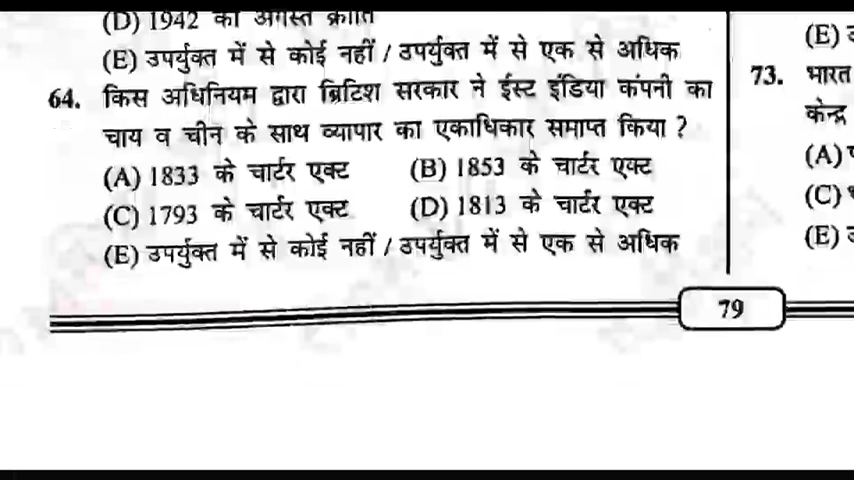 (D) 1942 की अगस्त क्रांति
(E) उपर्युक्त में से कोई नहीं / उपर्युक्त में से एक से अधिक
64. किस अधिनियम द्वारा ब्रिटिश सरकार ने ईस्ट इंडिया कंपनी का
चाय व चीन के साथ व्यापार का एकाधिकार समाप्त किया ?
(A) 1833 के चार्टर एक्ट (B) 1853 के चार्टर एक्ट
(C) 1793 के चार्टर एक्ट (D) 1813 के चार्टर एक्ट
(E) उपर्युक्त में से कोई नहीं / उपर्युक्त में से एक से अधिक
(E)
73. भारत
केन्द्र
(A)
(C)
(E)
79